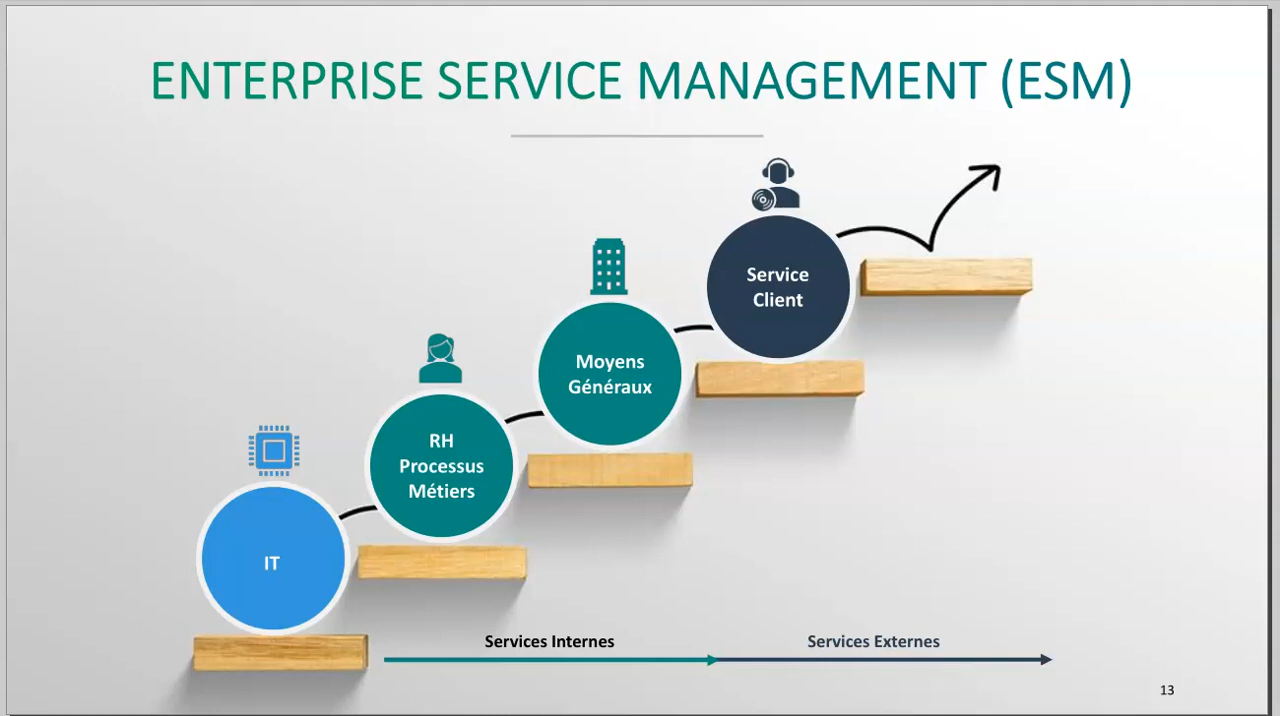 ENTERPRISE SERVICE MANAGEMENT (ESM)
Service
Client
Moyens
Généraux
RH
Processus
Métiers
IT
Services Internes
Services Externes
13